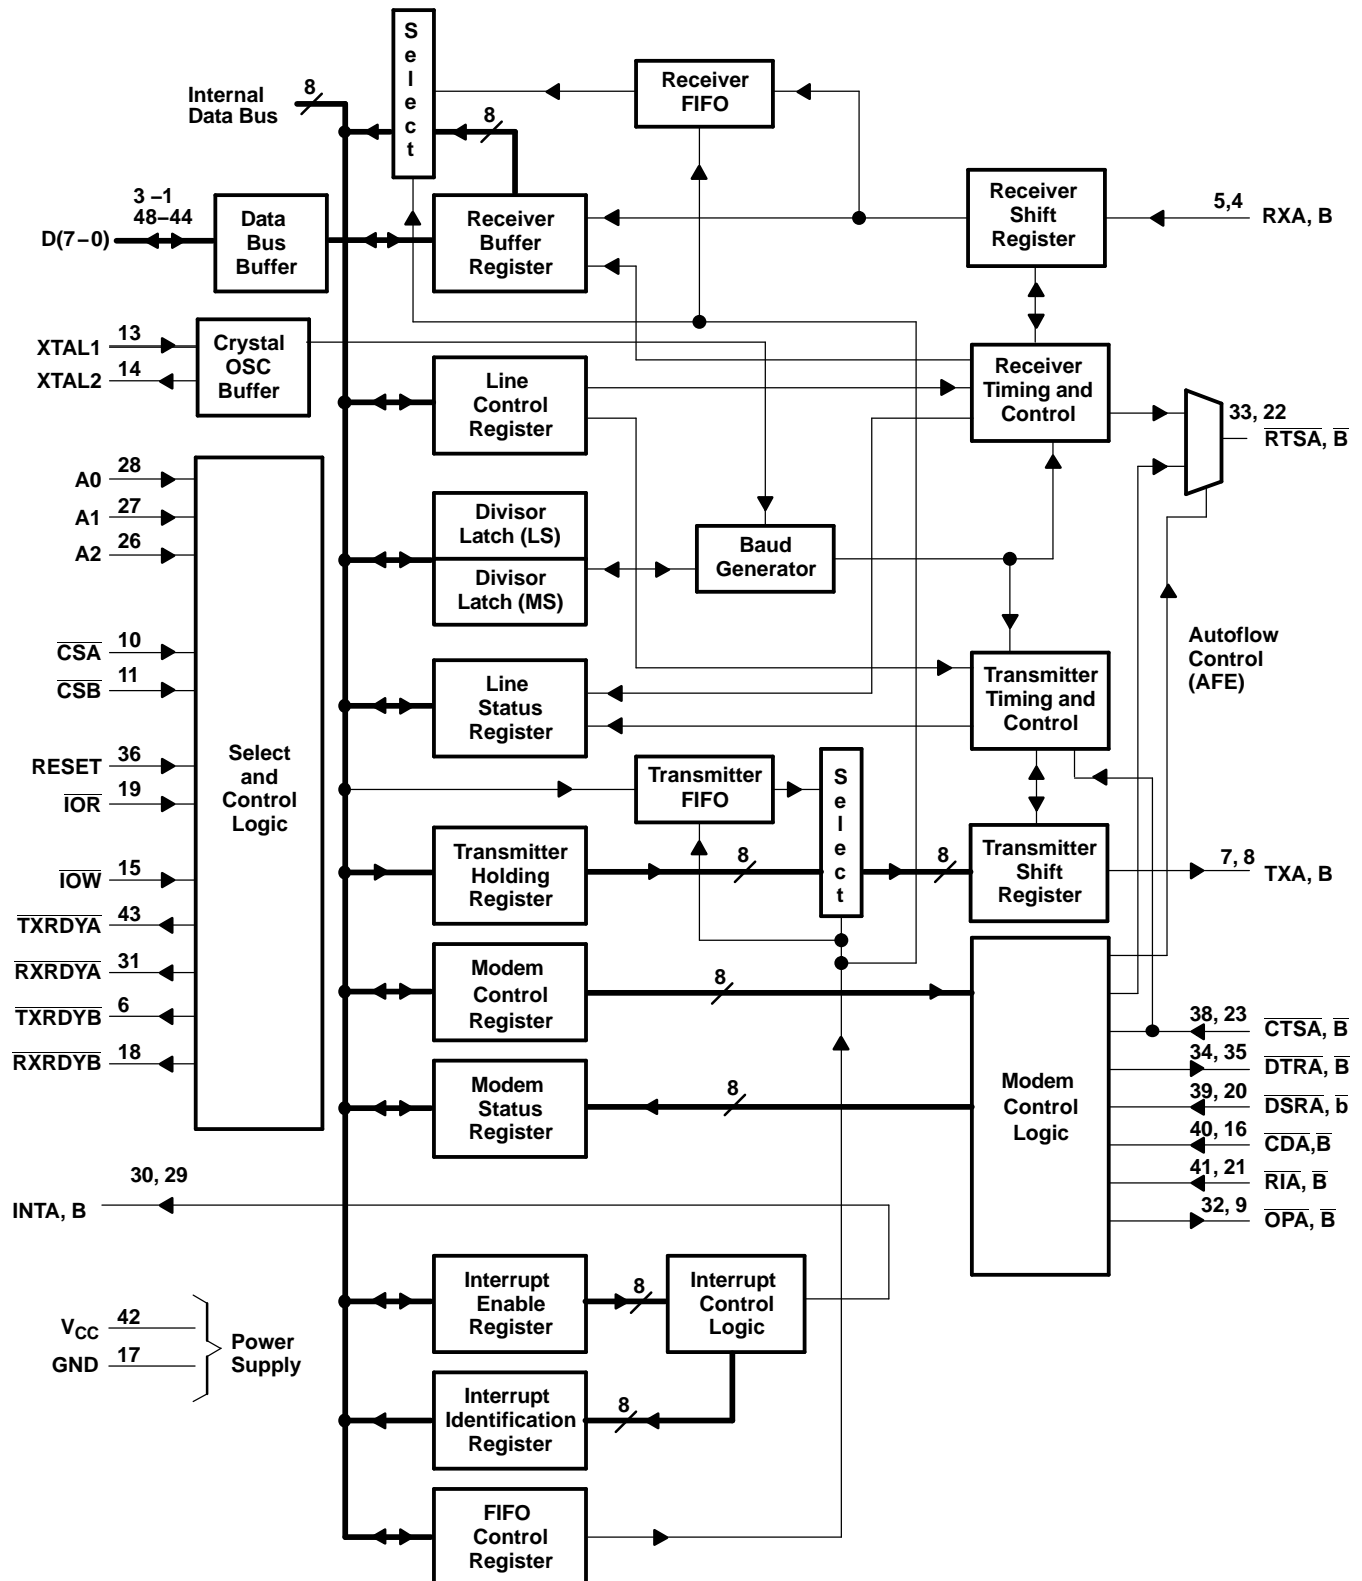 S
e
l
e
c
t
Internal
Data Bus
8
8
Receiver
FIFO
3 –1
48–44
D(7–0)
Data
Bus
Buffer
Receiver
Buffer
Register
Receiver
Shift
Register
5,4
RXA, B
XTAL1
13
XTAL2
14
Crystal
OSC
Buffer
Line
Control
Register
Receiver
Timing and
Control
33, 22
RTSA, B
A0
28
A1
27
A2
26
Divisor
Latch (LS)
Divisor
Latch (MS)
Baud
Generator
CSA
10
CSB
11
Line
Status
Register
Transmitter
Timing and
Control
Autoflow
Control
(AFE)
RESET
36
IOR
19
Select
and
Control
Logic
Transmitter
FIFO
S
e
l
e
c
t
IOW
15
Transmitter
Holding
Register
8
8
Transmitter
Shift
Register
7, 8
TXA, B
TXRDYA
43
RXRDYA
31
TXRDYB
6
RXRDYB
18
Modem
Control
Register
8
Modem
Status
Register
8
Modem
Control
Logic
38, 23
CTSA, B
34, 35
DTRA, B
39, 20
DSRA, b
40, 16
CDA,B
41, 21
RIA, B
32, 9
OPA, B
30, 29
INTA, B
Interrupt
Enable
Register
8
Interrupt
Control
Logic
VCC
42
GND
17
Power
Supply
Interrupt
Identification
Register
8
FIFO
Control
Register